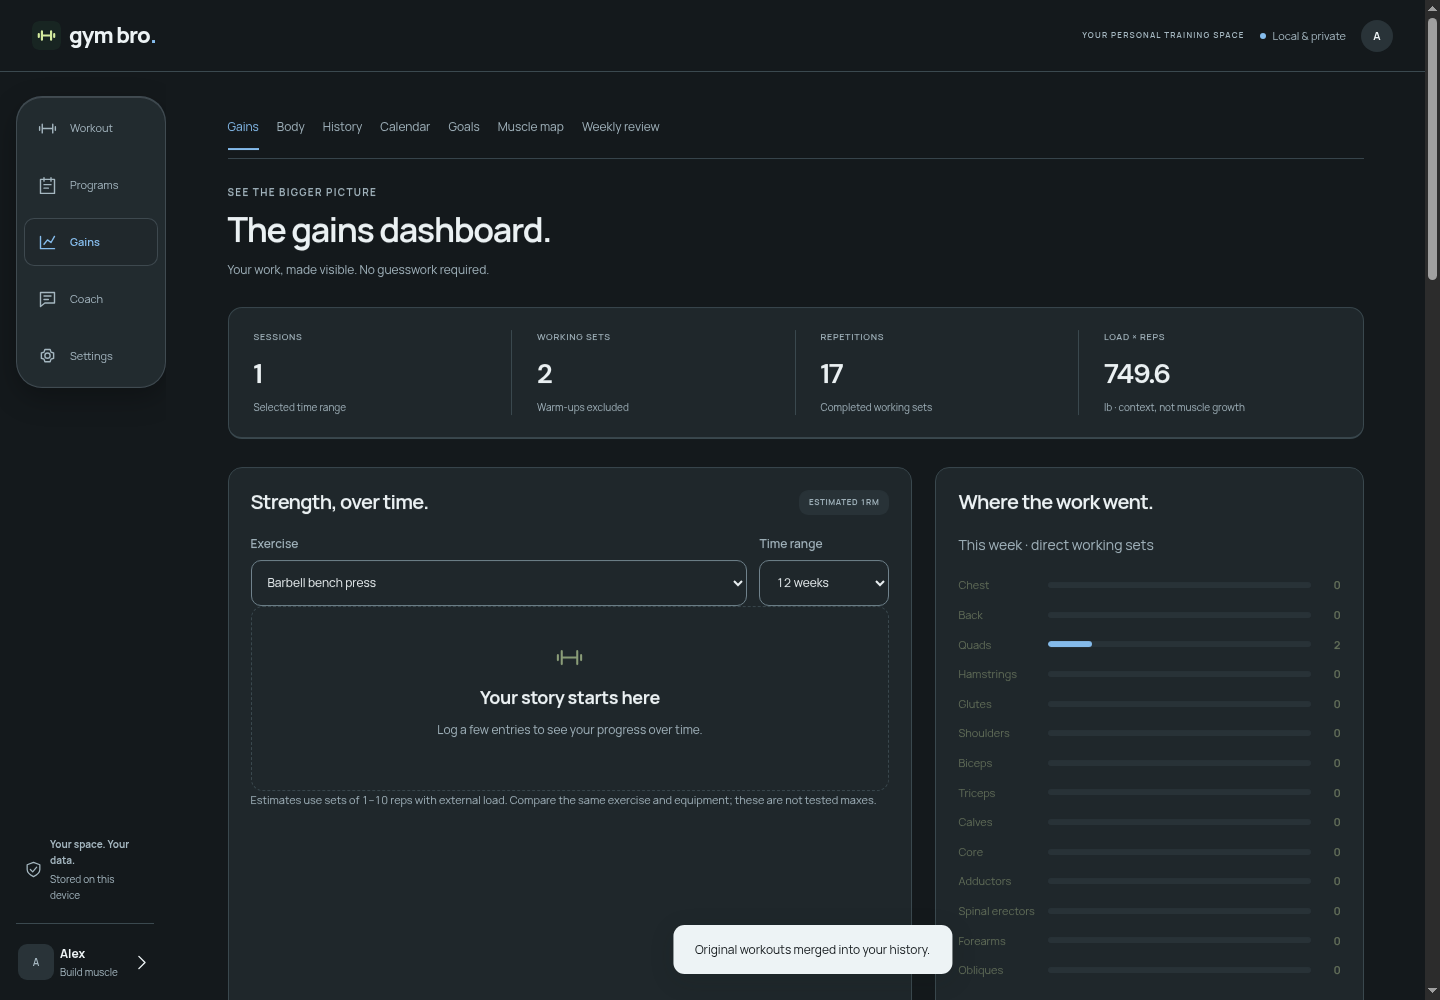 gym bro.
YOUR PERSONAL TRAINING SPACE
Local & private
A
Workout
Programs
Gains
Coach
Settings
Your space. Your
data.
Stored on this
device
A
Alex
Build muscle
Gains
Body
History
Calendar
Goals
Muscle map
Weekly review
SEE THE BIGGER PICTURE
The gains dashboard.
Your work, made visible. No guesswork required.
SESSIONS
1
Selected time range
WORKING SETS
2
Warm-ups excluded
REPETITIONS
17
Completed working sets
LOAD × REPS
749.6
lb · context, not muscle growth
Strength, over time.
ESTIMATED 1RM
Exercise
Barbell bench press
Time range
12 weeks
Your story starts here
Log a few entries to see your progress over time.
Estimates use sets of 1–10 reps with external load. Compare the same exercise and equipment; these are not tested maxes.
Where the work went.
This week · direct working sets
Chest 0
Back 0
Quads 2
Hamstrings 0
Glutes 0
Shoulders 0
Biceps 0
Triceps 0
Calves 0
Core 0
Adductors 0
Spinal erectors 0
Forearms 0
Obliques 0
Original workouts merged into your history.